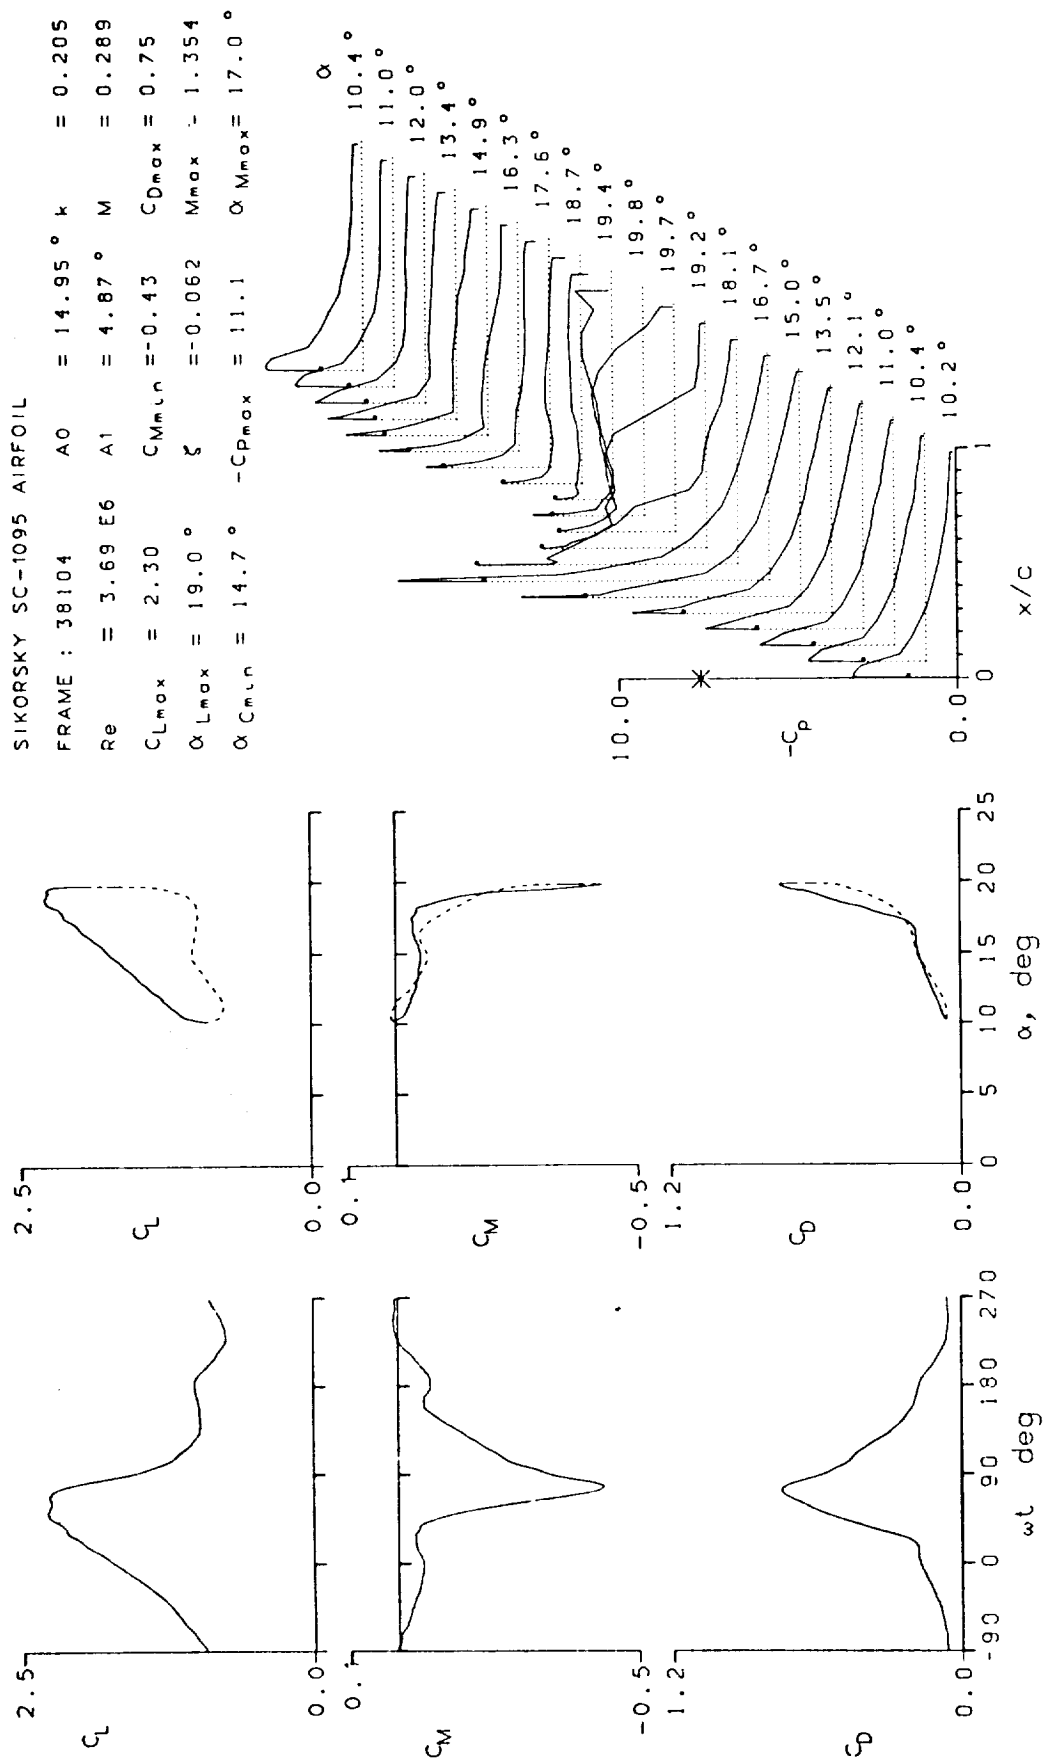 SIKORSKY SC-1095 AIRFOIL
FRAME : 38104 A0 = 14.95° k = 0.205
Re = 3.69 E6 A1 = 4.87° M = 0.289
CLmax = 2.30 CMmin =-0.43 CDmax = 0.75
αLmax = 19.0° ζ =-0.062 Mmax - 1.354
αCmin = 14.7° -CPmax = 11.1 αMmax= 17.0°
α
10.4°
11.0°
12.0°
13.4°
14.9°
16.3°
17.6°
18.7°
19.4°
19.8°
19.7°
19.2°
18.1°
16.7°
15.0°
13.5°
12.1°
11.0°
10.4°
10.2°
10.0
-CP
0.0
0 1
x/c
2.5
CL
0.0
0.1
CM
-0.5
1.2
CD
0.0
-90 0 90 180 270
ωt deg
2.5
CL
0.0
0.1
CM
-0.5
1.2
CD
0.0
0 5 10 15 20 25
α, deg